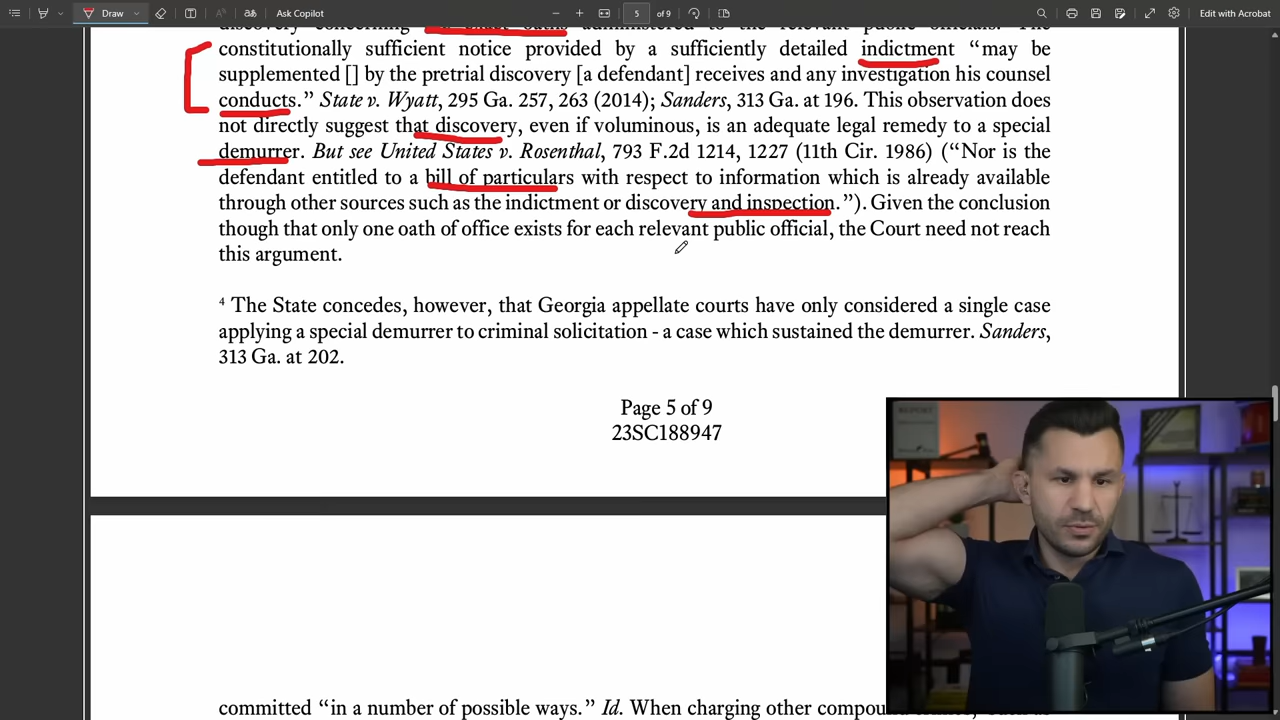 Draw
Ask Copilot
5
of 9
Edit with Acrobat
constitutionally sufficient notice provided by a sufficiently detailed indictment “may be
supplemented [] by the pretrial discovery [a defendant] receives and any investigation his counsel
conducts.” State v. Wyatt, 295 Ga. 257, 263 (2014); Sanders, 313 Ga. at 196. This observation does
not directly suggest that discovery, even if voluminous, is an adequate legal remedy to a special
demurrer. But see United States v. Rosenthal, 793 F.2d 1214, 1227 (11th Cir. 1986) (“Nor is the
defendant entitled to a bill of particulars with respect to information which is already available
through other sources such as the indictment or discovery and inspection.”). Given the conclusion
though that only one oath of office exists for each relevant public official, the Court need not reach
this argument.
4 The State concedes, however, that Georgia appellate courts have only considered a single case
applying a special demurrer to criminal solicitation - a case which sustained the demurrer. Sanders,
313 Ga. at 202.
Page 5 of 9
23SC188947
committed “in a number of possible ways.” Id. When charging other